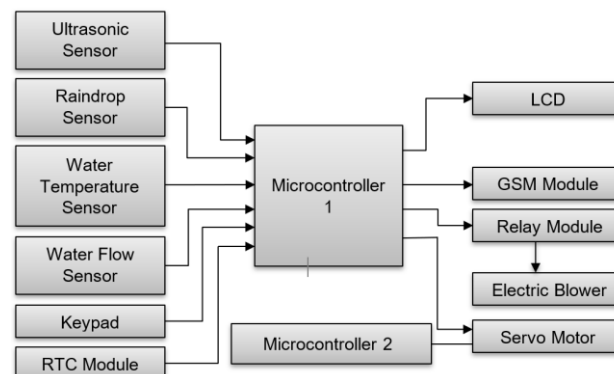 Ultrasonic
Sensor
Raindrop
Sensor
Water
Temperature
Sensor
Water Flow
Sensor
Keypad
RTC Module
Microcontroller
1
Microcontroller 2
LCD
GSM Module
Relay Module
Electric Blower
Servo Motor